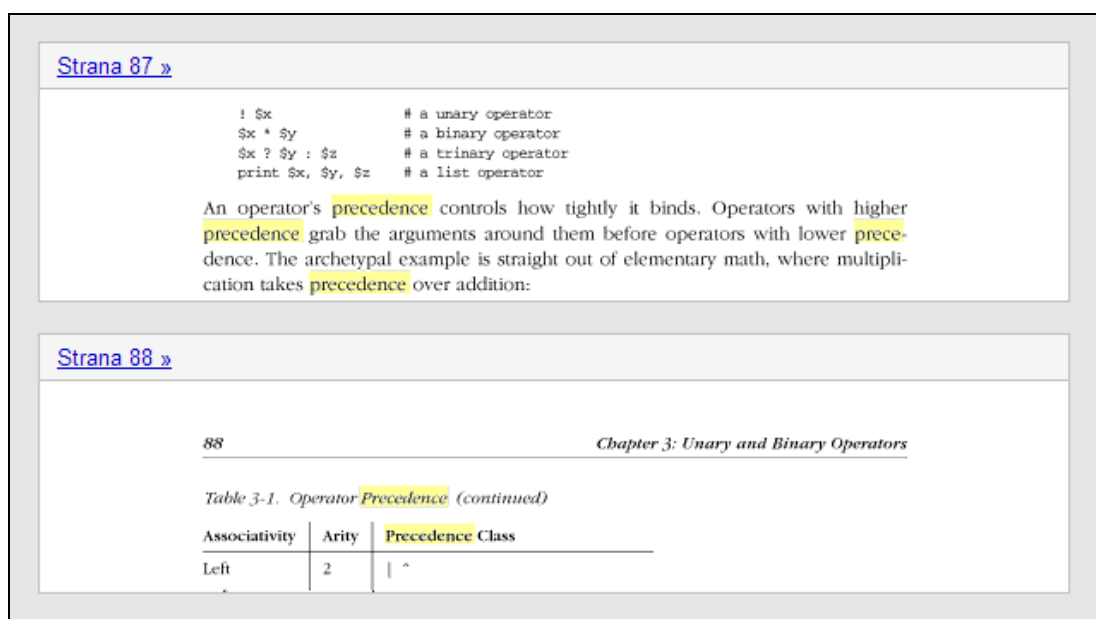 Strana 87 »
! $x # a unary operator
$x * $y # a binary operator
$x ? $y : $z # a trinary operator
print $x, $y, $z # a list operator
An operator's precedence controls how tightly it binds. Operators with higher
precedence grab the arguments around them before operators with lower prece-
dence. The archetypal example is straight out of elementary math, where multipli-
cation takes precedence over addition:
Strana 88 »
88 Chapter 3: Unary and Binary Operators
Table 3-1. Operator Precedence (continued)
Associativity Arity Precedence Class
Left 2 | ^